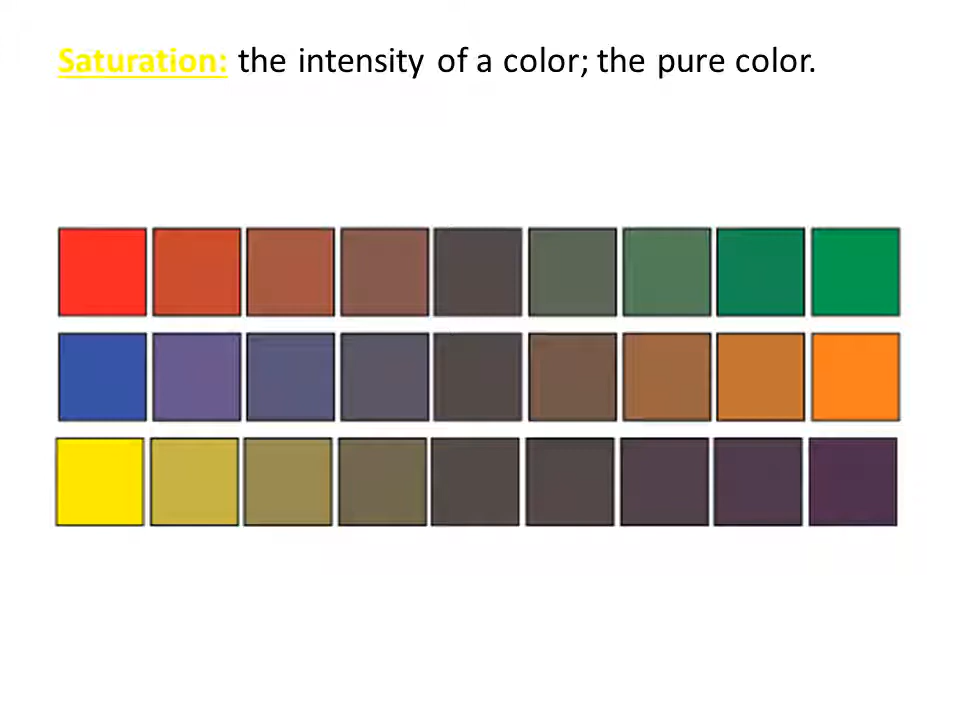 Saturation: the intensity of a color; the pure color.